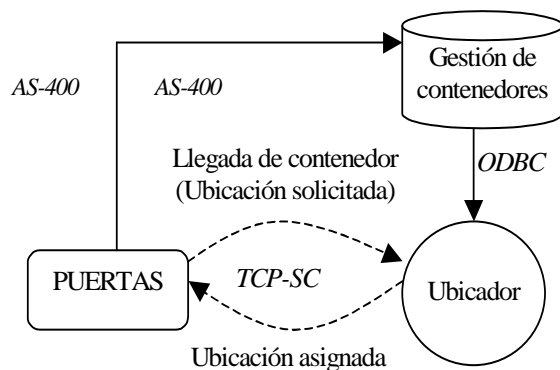 Gestión de
contenedores
AS-400
AS-400
Llegada de contenedor
(Ubicación solicitada)
ODBC
PUERTAS
TCP-SC
Ubicador
Ubicación asignada